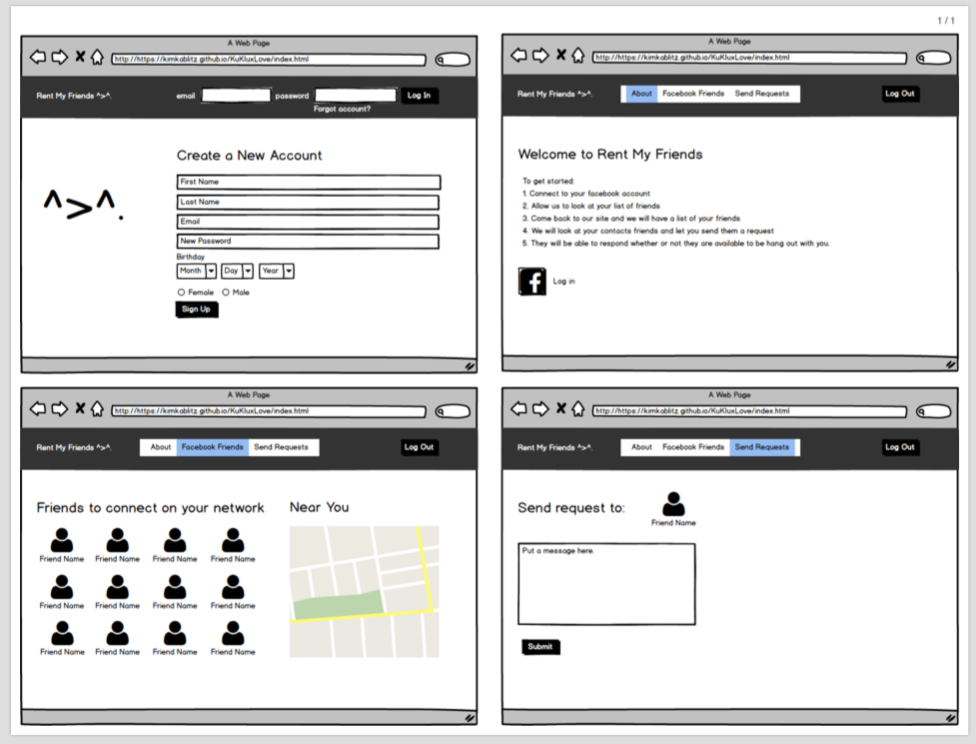 1 / 1
A Web Page
http://https://kimkablitz.github.io/KuKluxLove/index.html
Rent My Friends ^>^.
email
password
Log In
Forgot account?
^>^.
Create a New Account
First Name
Last Name
Email
New Password
Birthday
Month Day Year
Female Male
Sign Up
A Web Page
http://https://kimkablitz.github.io/KuKluxLove/index.html
Rent My Friends ^>^.
About Facebook Friends Send Requests
Log Out
Welcome to Rent My Friends
To get started:
1. Connect to your facebook account
2. Allow us to look at your list of friends
3. Come back to our site and we will have a list of your friends
4. We will look at your contacts friends and let you send them a request
5. They will be able to respond whether or not they are available to be hang out with you.
f Log in
A Web Page
http://https://kimkablitz.github.io/KuKluxLove/index.html
Rent My Friends ^>^.
About Facebook Friends Send Requests
Log Out
Friends to connect on your network
Near You
Friend Name Friend Name Friend Name Friend Name
Friend Name Friend Name Friend Name Friend Name
Friend Name Friend Name Friend Name Friend Name
A Web Page
http://https://kimkablitz.github.io/KuKluxLove/index.html
Rent My Friends ^>^.
About Facebook Friends Send Requests
Log Out
Send request to:
Friend Name
Put a message here.
Submit